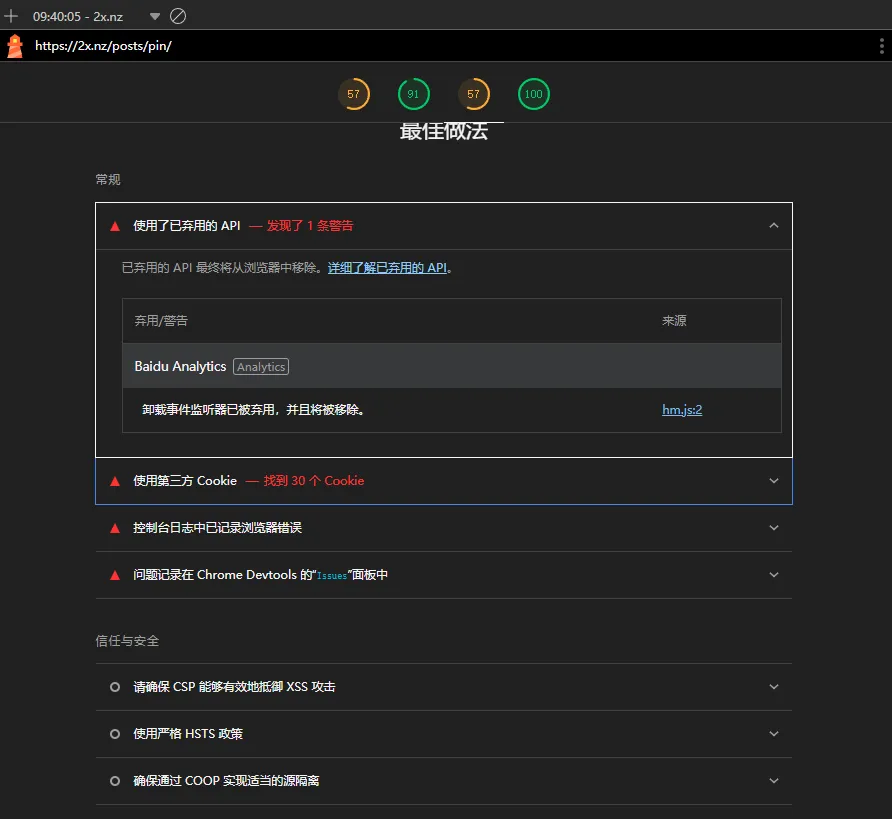 09:40:05 - 2x.nz
https://2x.nz/posts/pin/
57
91
57
100
最佳做法
常规
使用了已弃用的 API — 发现了 1 条警告
已弃用的 API 最终将从浏览器中移除。详细了解已弃用的 API。
弃用/警告 来源
Baidu Analytics Analytics
卸载事件监听器已被弃用，并且将被移除。 hm.js:2
使用第三方 Cookie — 找到 30 个 Cookie
控制台日志中已记录浏览器错误
问题记录在 Chrome Devtools 的“Issues”面板中
信任与安全
请确保 CSP 能够有效地抵御 XSS 攻击
使用严格 HSTS 政策
确保通过 COOP 实现适当的源隔离